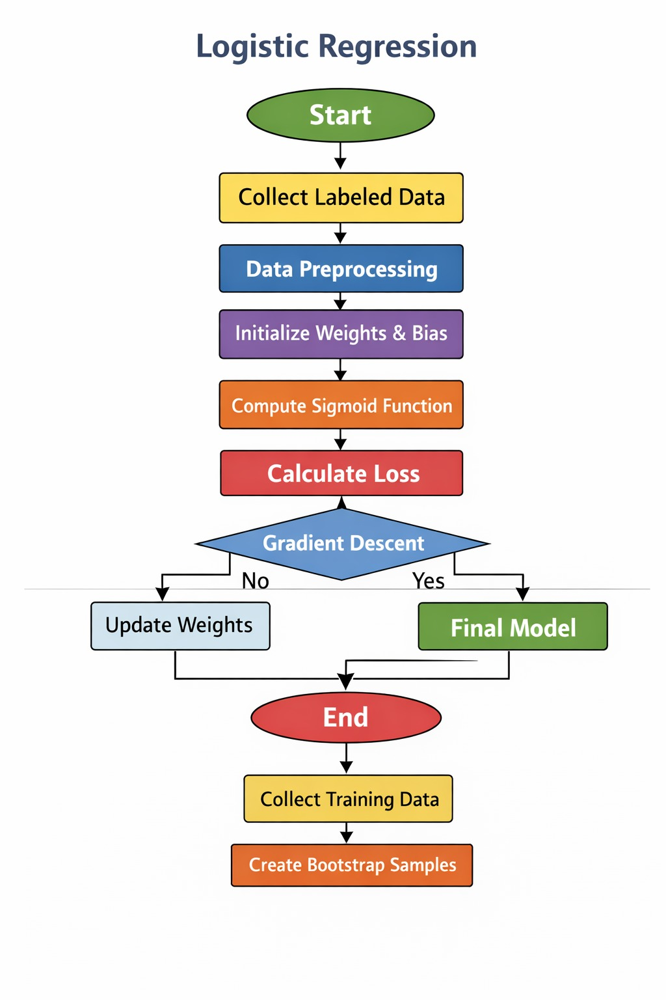 Logistic Regression
Start
Collect Labeled Data
Data Preprocessing
Initialize Weights & Bias
Compute Sigmoid Function
Calculate Loss
Gradient Descent
No
Yes
Update Weights
Final Model
End
Collect Training Data
Create Bootstrap Samples